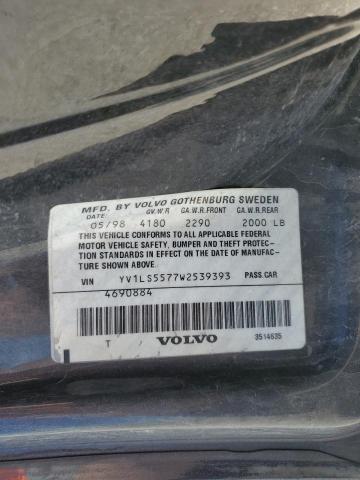 MFD. BY VOLVO GOTHENBURG SWEDEN
DATE: GV.W.R GA.W.R.FRONT GA.W.R.REAR
05/98 4180 2290 2000 LB
THIS VEHICLE CONFORMS TO ALL APPLICABLE FEDERAL
MOTOR VEHICLE SAFETY, BUMPER AND THEFT PROTEC-
TION STANDARDS IN EFFECT ON THE DATE OF MANUFAC-
TURE SHOWN ABOVE.
VIN YV1LS5577W2539393 PASS.CAR
4690884
T VOLVO 3514635